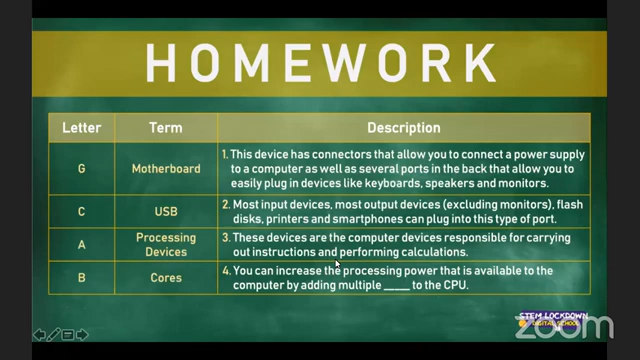 HOMEWORK
Letter Term Description
G Motherboard 1. This device has connectors that allow you to connect a power supply
to a computer as well as several ports in the back that allow you to
easily plug in devices like keyboards, speakers and monitors.
C USB 2. Most input devices, most output devices (excluding monitors), flash
disks, printers and smartphones can plug into this type of port.
A Processing Devices 3. These devices are the computer devices responsible for carrying
out instructions and performing calculations.
B Cores 4. You can increase the processing power that is available to the
computer by adding multiple _____ to the CPU.
STEM LOCKDOWN
DIGITAL SCHOOL
zoom